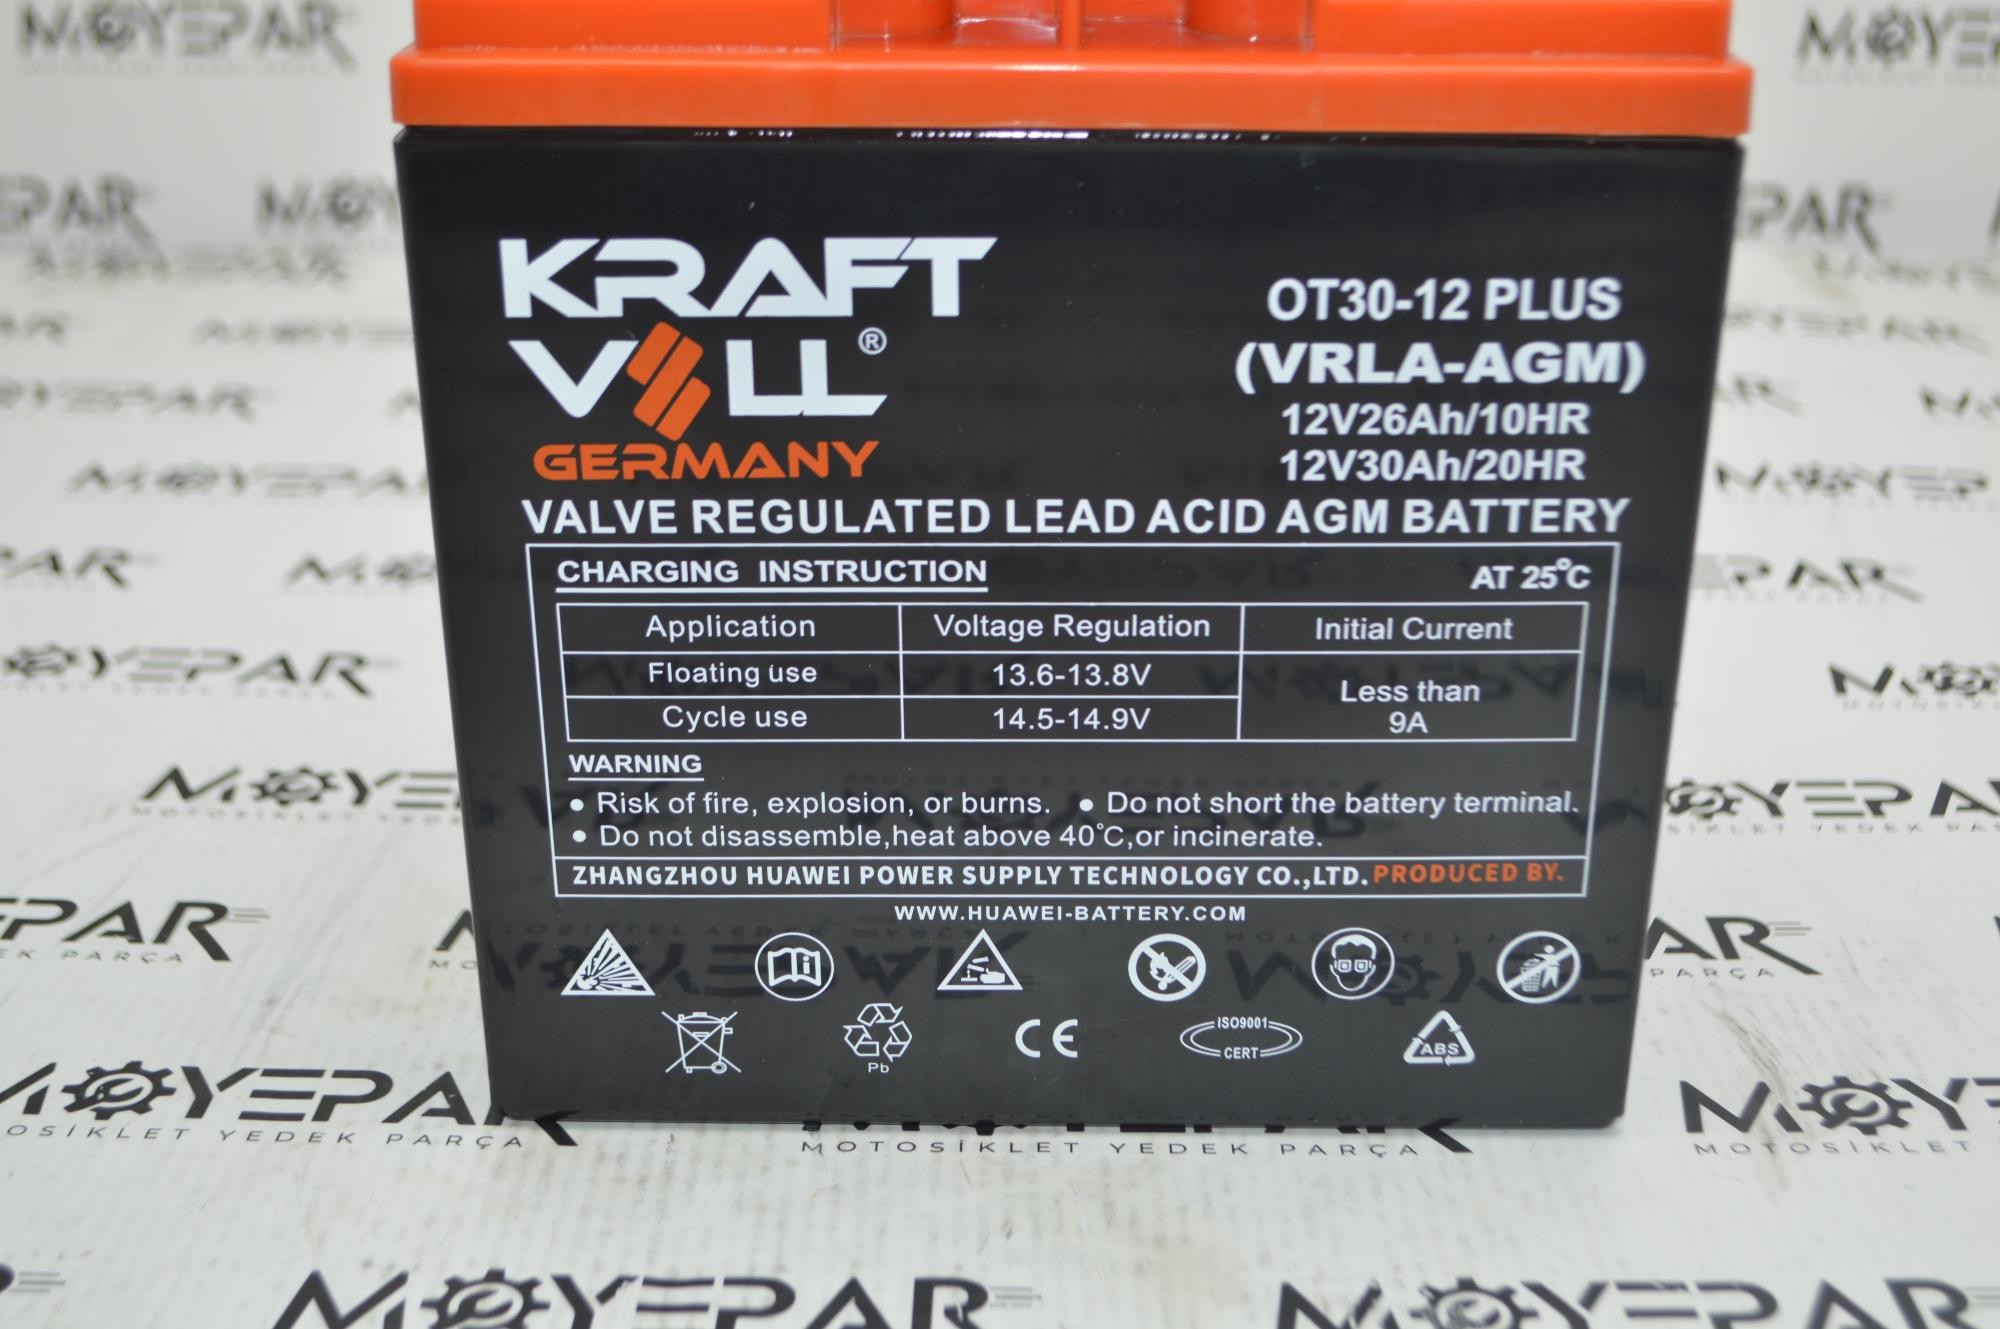 KRAFT
VOLL®
GERMANY
OT30-12 PLUS
(VRLA-AGM)
12V26Ah/10HR
12V30Ah/20HR
VALVE REGULATED LEAD ACID AGM BATTERY
CHARGING INSTRUCTION AT 25°C
Application Voltage Regulation Initial Current
Floating use 13.6-13.8V Less than 9A
Cycle use 14.5-14.9V
WARNING
● Risk of fire, explosion, or burns. ● Do not short the battery terminal.
● Do not disassemble,heat above 40°C,or incinerate.
ZHANGZHOU HUAWEI POWER SUPPLY TECHNOLOGY CO.,LTD. PRODUCED BY.
WWW.HUAWEI-BATTERY.COM
Pb
CE
ISO9001
CERT
ABS
MOYEPAR
MOTOSİKLET YEDEK PARÇA